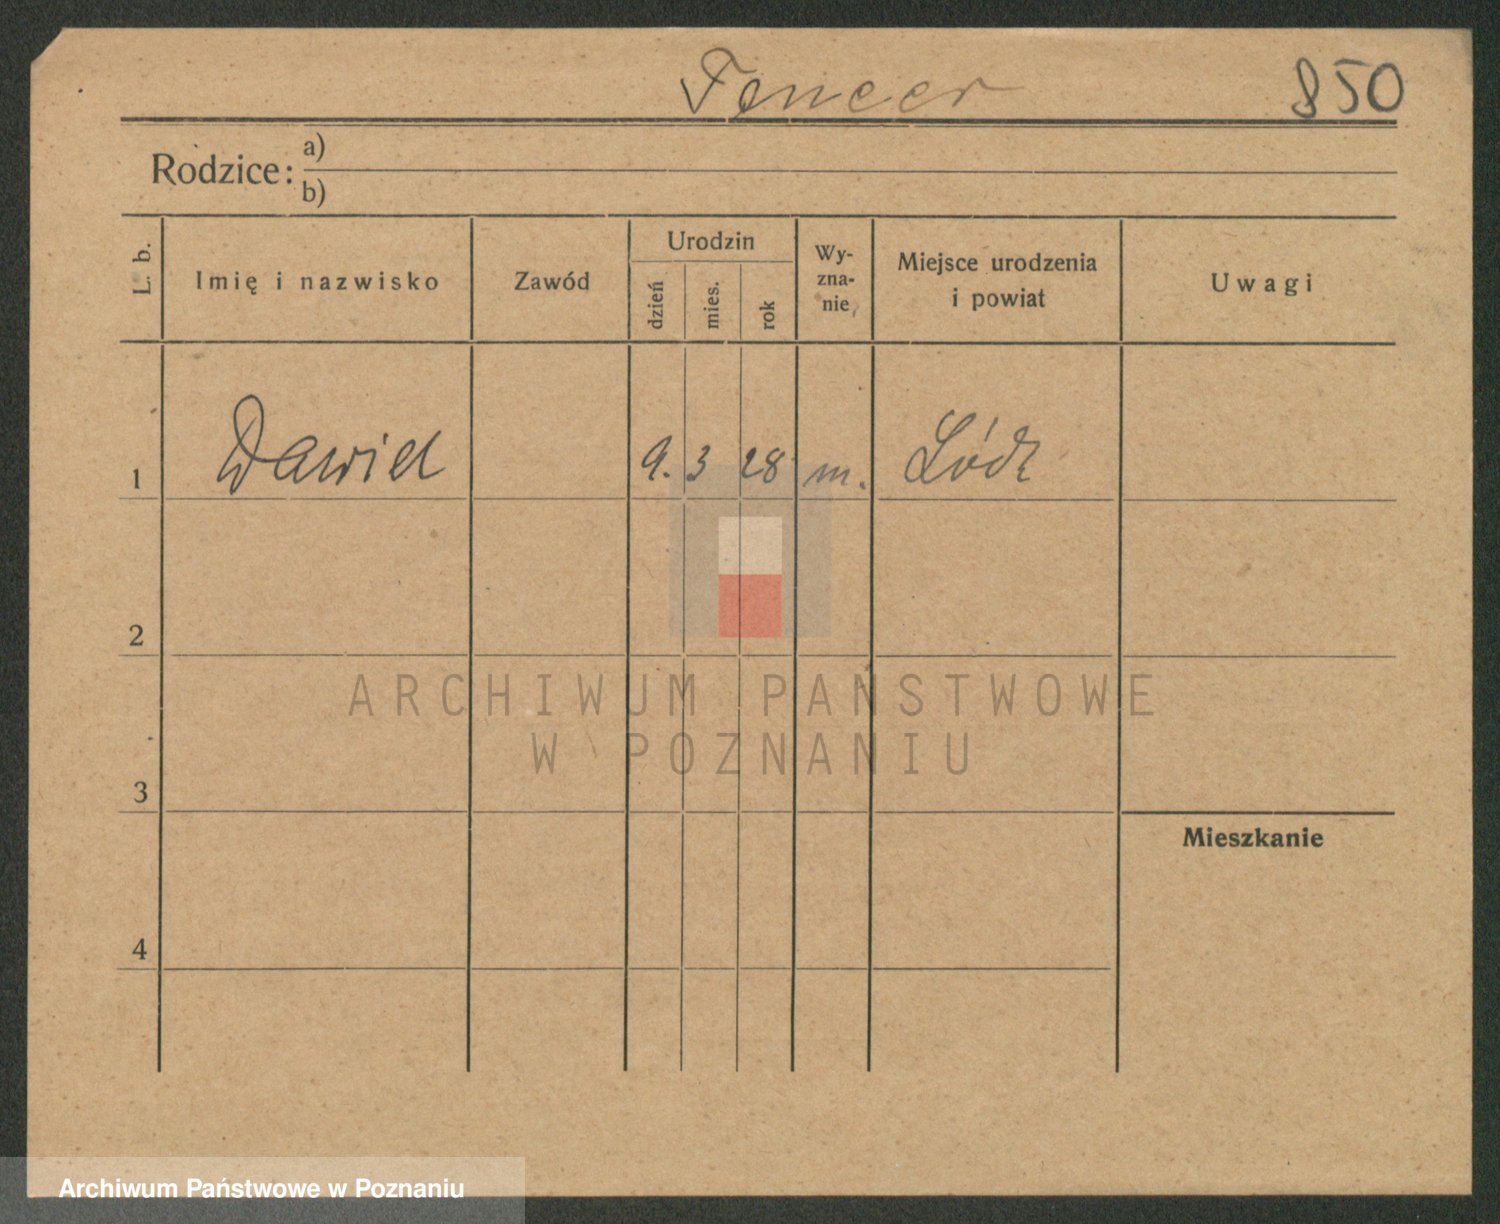 Fencer 850
Rodzice: a)
b)
L. b. Imię i nazwisko Zawód Urodzin dzień mies. rok Wy-zna-nie Miejsce urodzenia i powiat Uwagi
1 Dawid 9. 3 28 m. Łódź
2
3
Mieszkanie
4
ARCHIWUM PAŃSTWOWE
W POZNANIU
Archiwum Państwowe w Poznaniu